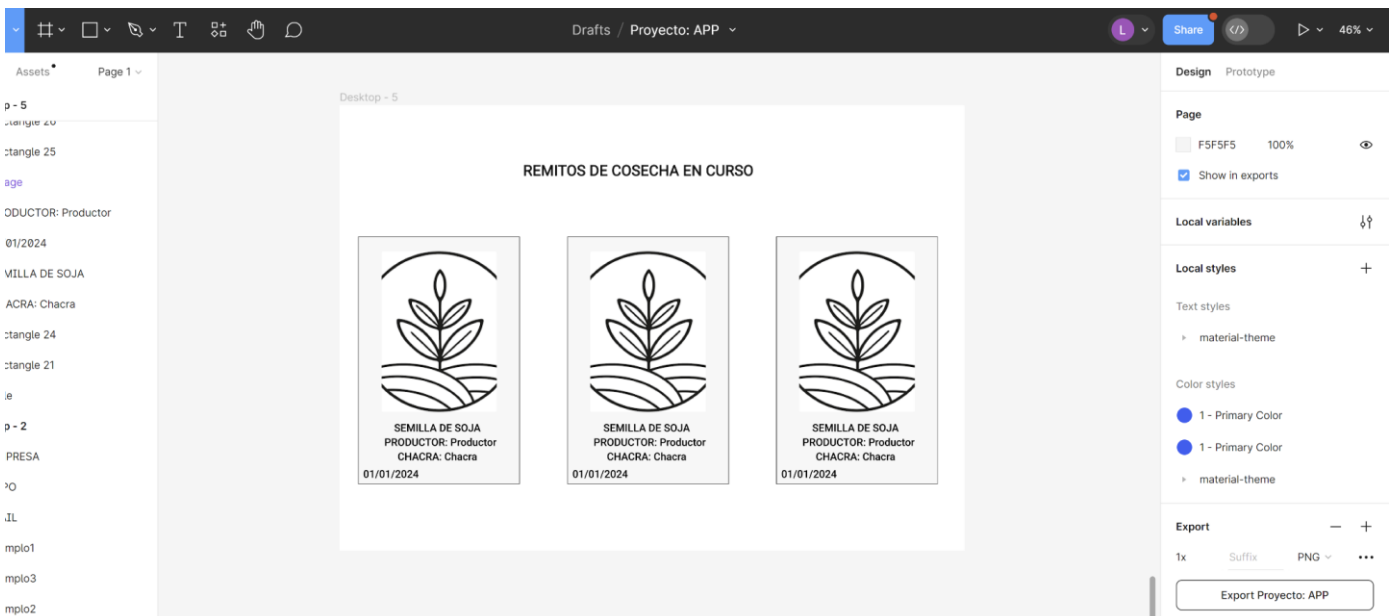 Drafts / Proyecto: APP
L
Share
46%
Assets
Page 1
p - 5
ctangle 20
ctangle 25
age
ODUCTOR: Productor
01/2024
MILLA DE SOJA
ACRA: Chacra
ctangle 24
ctangle 21
le
p - 2
PRESA
PO
AIL
mplo1
mplo3
mplo2
Desktop - 5
REMITOS DE COSECHA EN CURSO
SEMILLA DE SOJA
PRODUCTOR: Productor
CHACRA: Chacra
01/01/2024
SEMILLA DE SOJA
PRODUCTOR: Productor
CHACRA: Chacra
01/01/2024
SEMILLA DE SOJA
PRODUCTOR: Productor
CHACRA: Chacra
01/01/2024
Design Prototype
Page
F5F5F5 100%
Show in exports
Local variables
Local styles
Text styles
material-theme
Color styles
1 - Primary Color
1 - Primary Color
material-theme
Export
1x Suffix PNG
Export Proyecto: APP